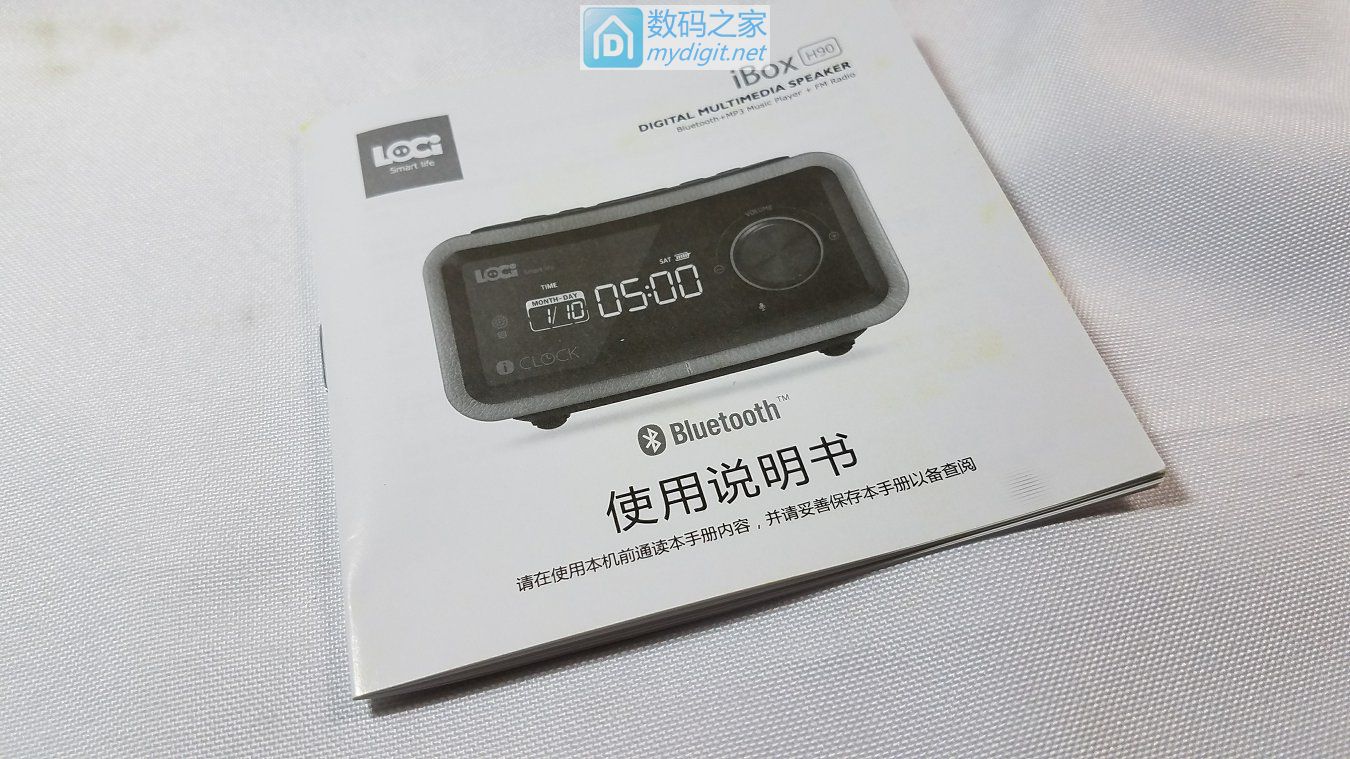 数码之家
mydigit.net
iBox H90
DIGITAL MULTIMEDIA SPEAKER
Bluetooth+MP3 Music Player + FM Radio
LOCi
Smart life
VOLUME
LOCi Smart life
SAT
TIME
MONTH-DAY
1/10
05:00
i CLOCK
Bluetooth™
使用说明书
请在使用本机前通读本手册内容，并请妥善保存本手册以备查阅